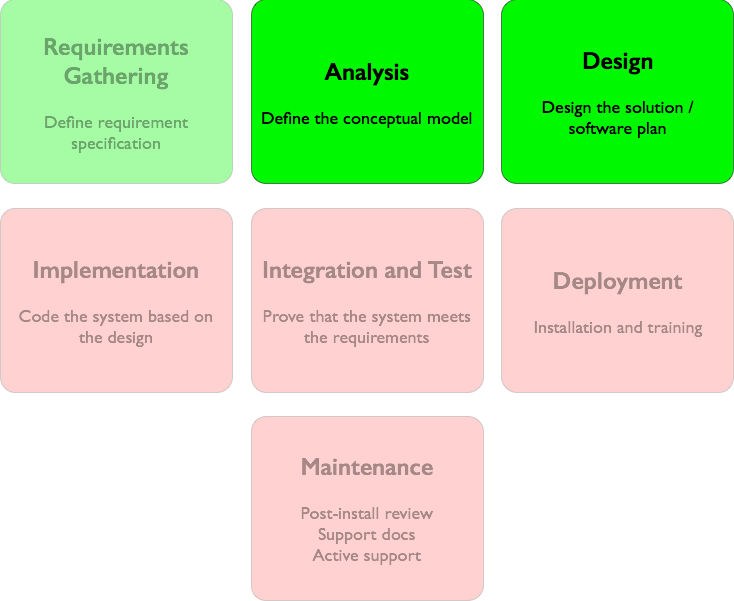 Requirements
Gathering
Define requirement
specification
Analysis
Define the conceptual model
Design
Design the solution /
software plan
Implementation
Code the system based on
the design
Integration and Test
Prove that the system meets
the requirements
Deployment
Installation and training
Maintenance
Post-install review
Support docs
Active support